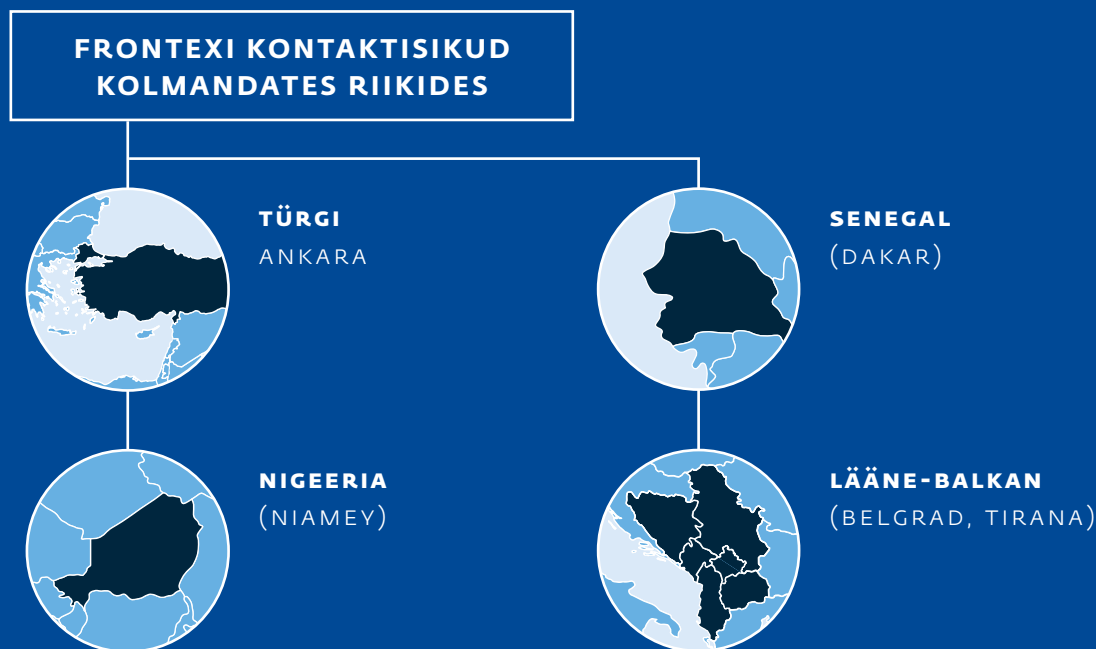 FRONTEXI KONTAKTISIKUD
KOLMANDATES RIIKIDES
TÜRGI
ANKARA
SENEGAL
(DAKAR)
NIGEERIA
(NIAMEY)
LÄÄNE-BALKAN
(BELGRAD, TIRANA)